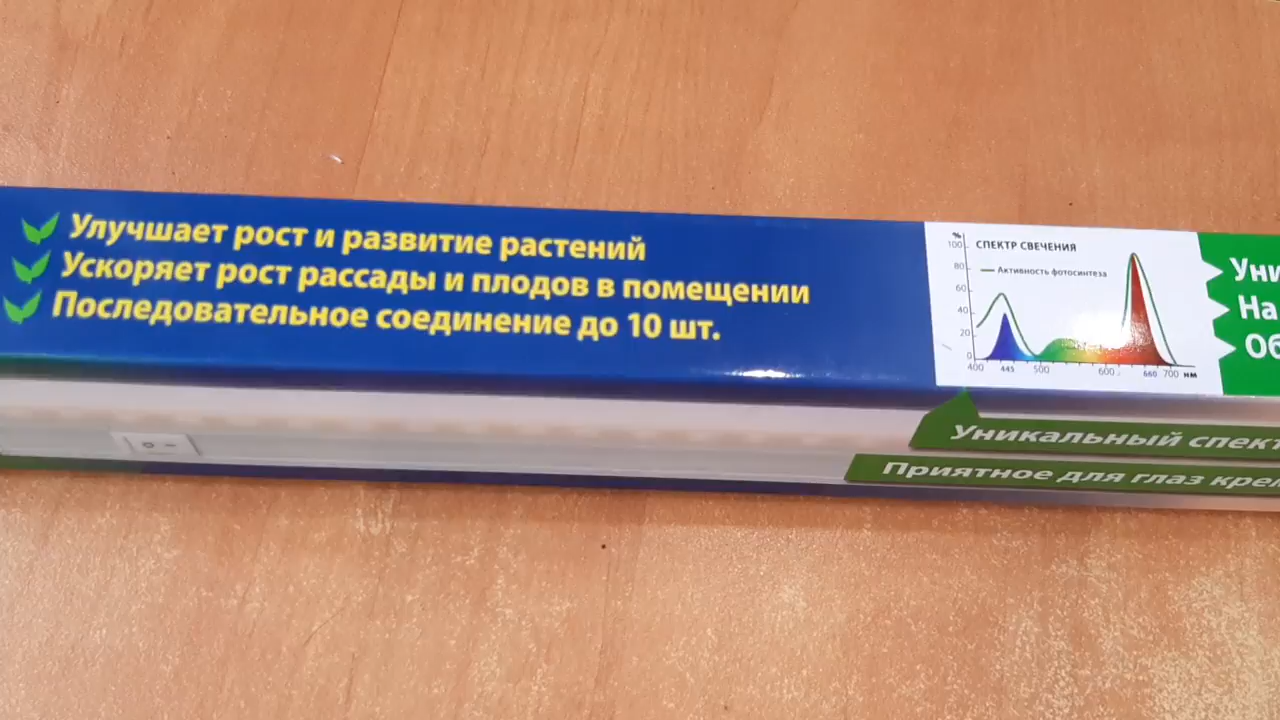 Улучшает рост и развитие растений
Ускоряет рост рассады и плодов в помещении
Последовательное соединение до 10 шт.
%
СПЕКТР СВЕЧЕНИЯ
Активность фотосинтеза
100
80
60
40
20
0
400 445 500 600 660 700 нм
На
Уникальный
Приятное для глаз